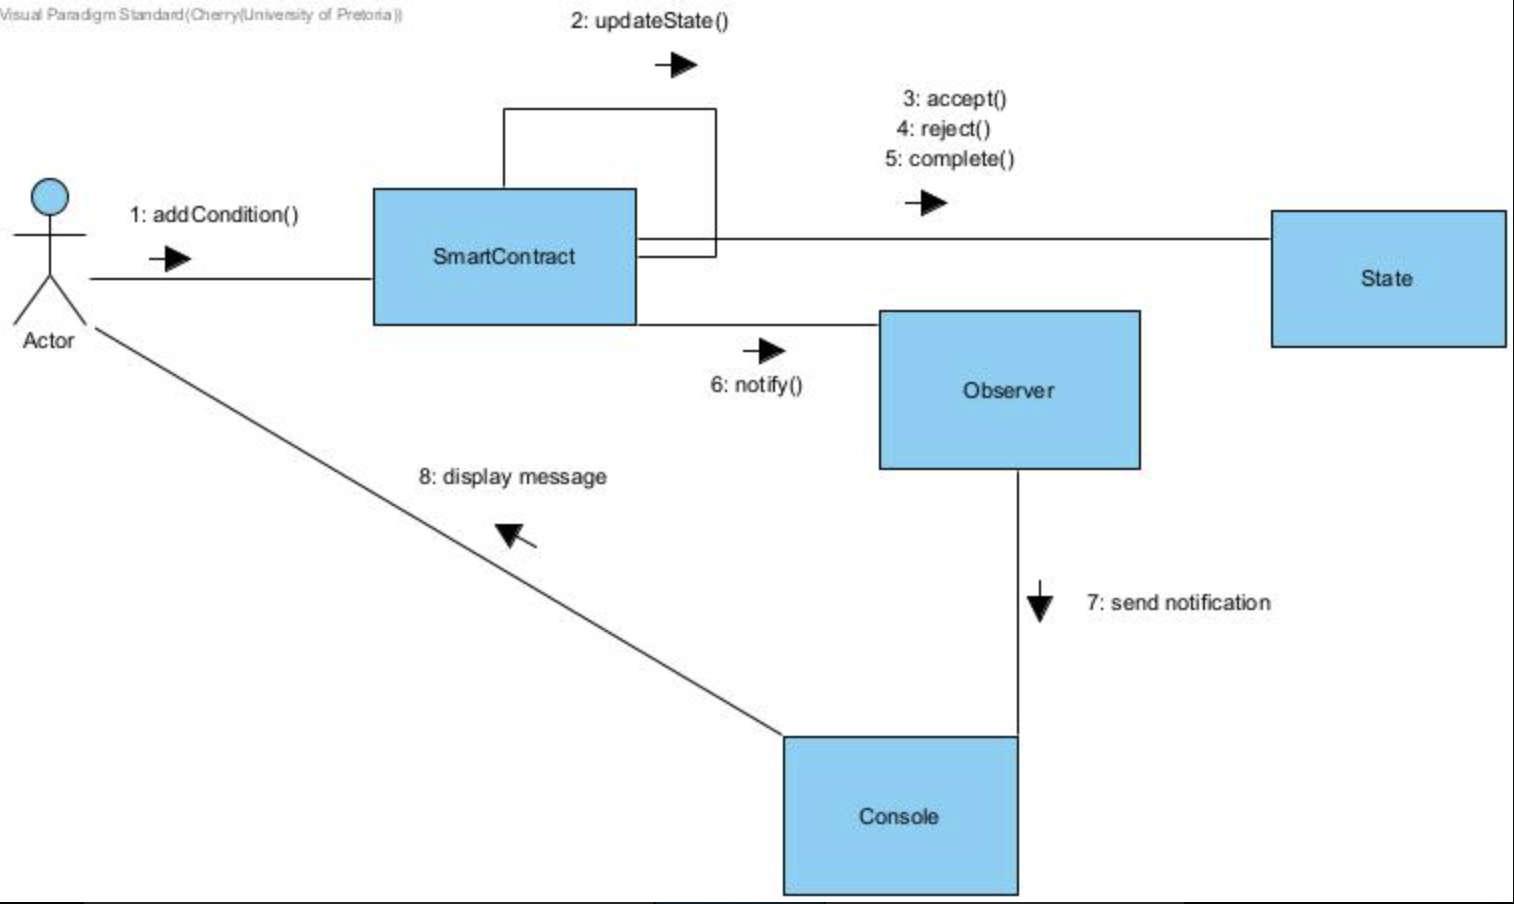 Visual Paradigm Standard(Cherry(University of Pretoria))
2: updateState()
3: accept()
4: reject()
5: complete()
1: addCondition()
SmartContract
State
Actor
6: notify()
Observer
8: display message
7: send notification
Console